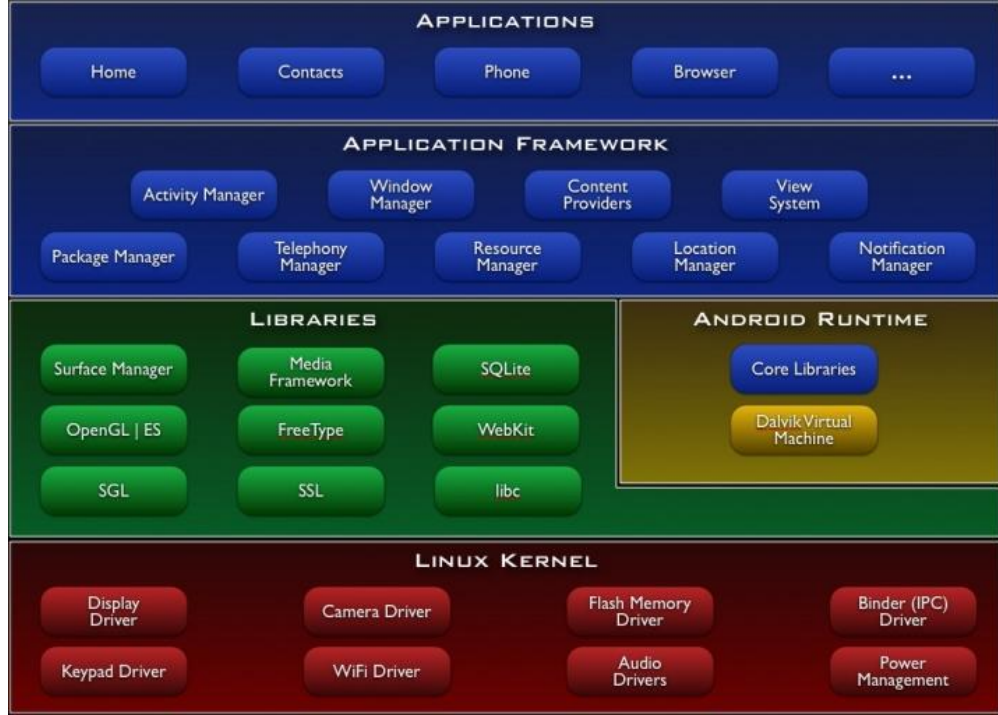 APPLICATIONS
Home
Contacts
Phone
Browser
...
APPLICATION FRAMEWORK
Activity Manager
Window
Manager
Content
Providers
View
System
Package Manager
Telephony
Manager
Resource
Manager
Location
Manager
Notification
Manager
LIBRARIES
Surface Manager
Media
Framework
SQLite
OpenGL | ES
FreeType
WebKit
SGL
SSL
libc
ANDROID RUNTIME
Core Libraries
Dalvik Virtual
Machine
LINUX KERNEL
Display
Driver
Camera Driver
Flash Memory
Driver
Binder (IPC)
Driver
Keypad Driver
WiFi Driver
Audio
Drivers
Power
Management